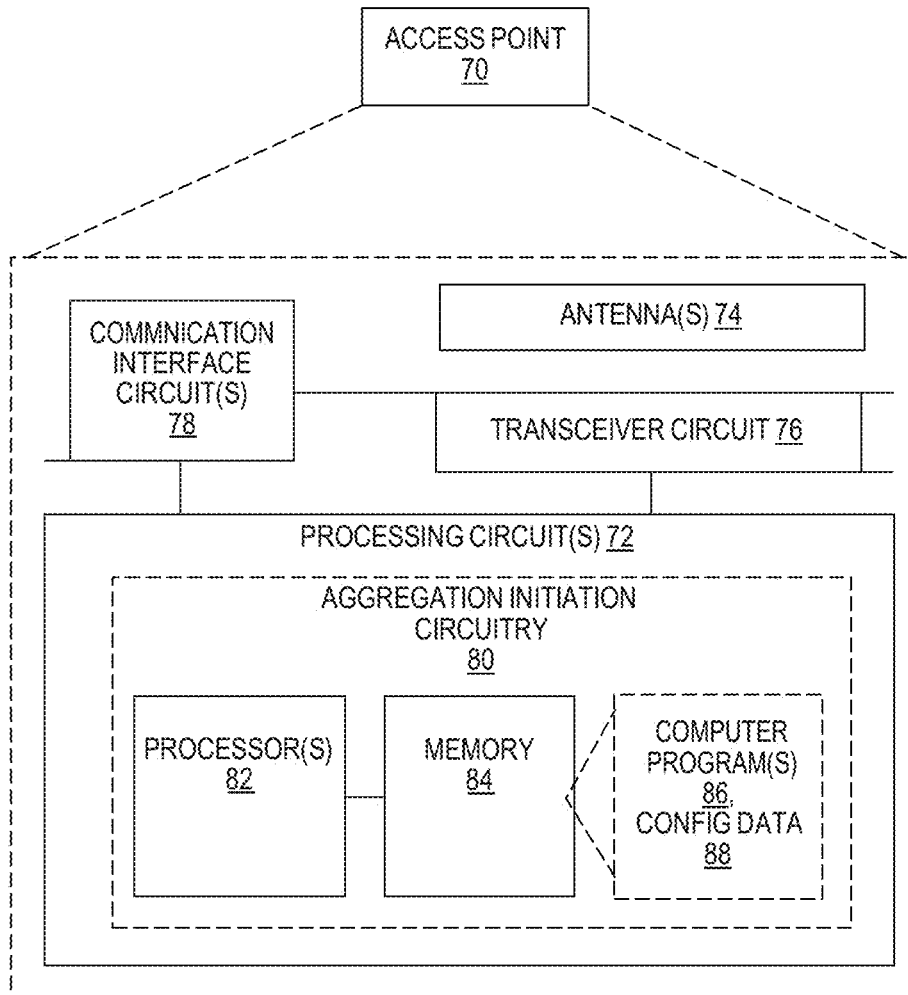 ACCESS POINT
70
COMMNICATION
INTERFACE
CIRCUIT(S)
78
ANTENNA(S) 74
TRANSCEIVER CIRCUIT 76
PROCESSING CIRCUIT(S) 72
AGGREGATION INITIATION
CIRCUITRY
80
PROCESSOR(S)
82
MEMORY
84
COMPUTER
PROGRAM(S)
86,
CONFIG DATA
88